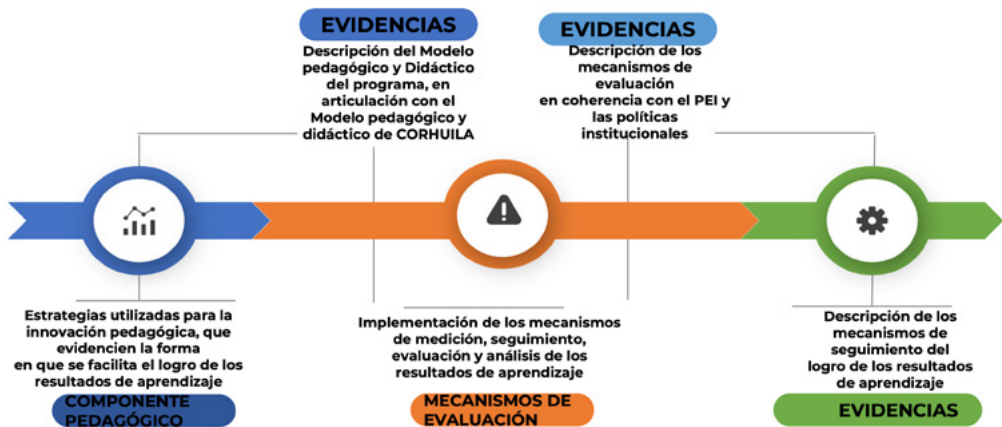 EVIDENCIAS
Descripción del Modelo
pedagógico y Didáctico
del programa, en
articulación con el
Modelo pedagógico y
didáctico de CORHUILA
EVIDENCIAS
Descripción de los
mecanismos de
evaluación
en coherencia con el PEI y
las políticas
institucionales
Estrategias utilizadas para la
innovación pedagógica, que
evidencien la forma
en que se facilita el logro de los
resultados de aprendizaje
COMPONENTE
PEDAGÓGICO
Implementación de los mecanismos
de medición, seguimiento,
evaluación y análisis de los
resultados de aprendizaje
MECANISMOS DE
EVALUACIÓN
Descripción de los
mecanismos de
seguimiento del
logro de los resultados
de aprendizaje
EVIDENCIAS